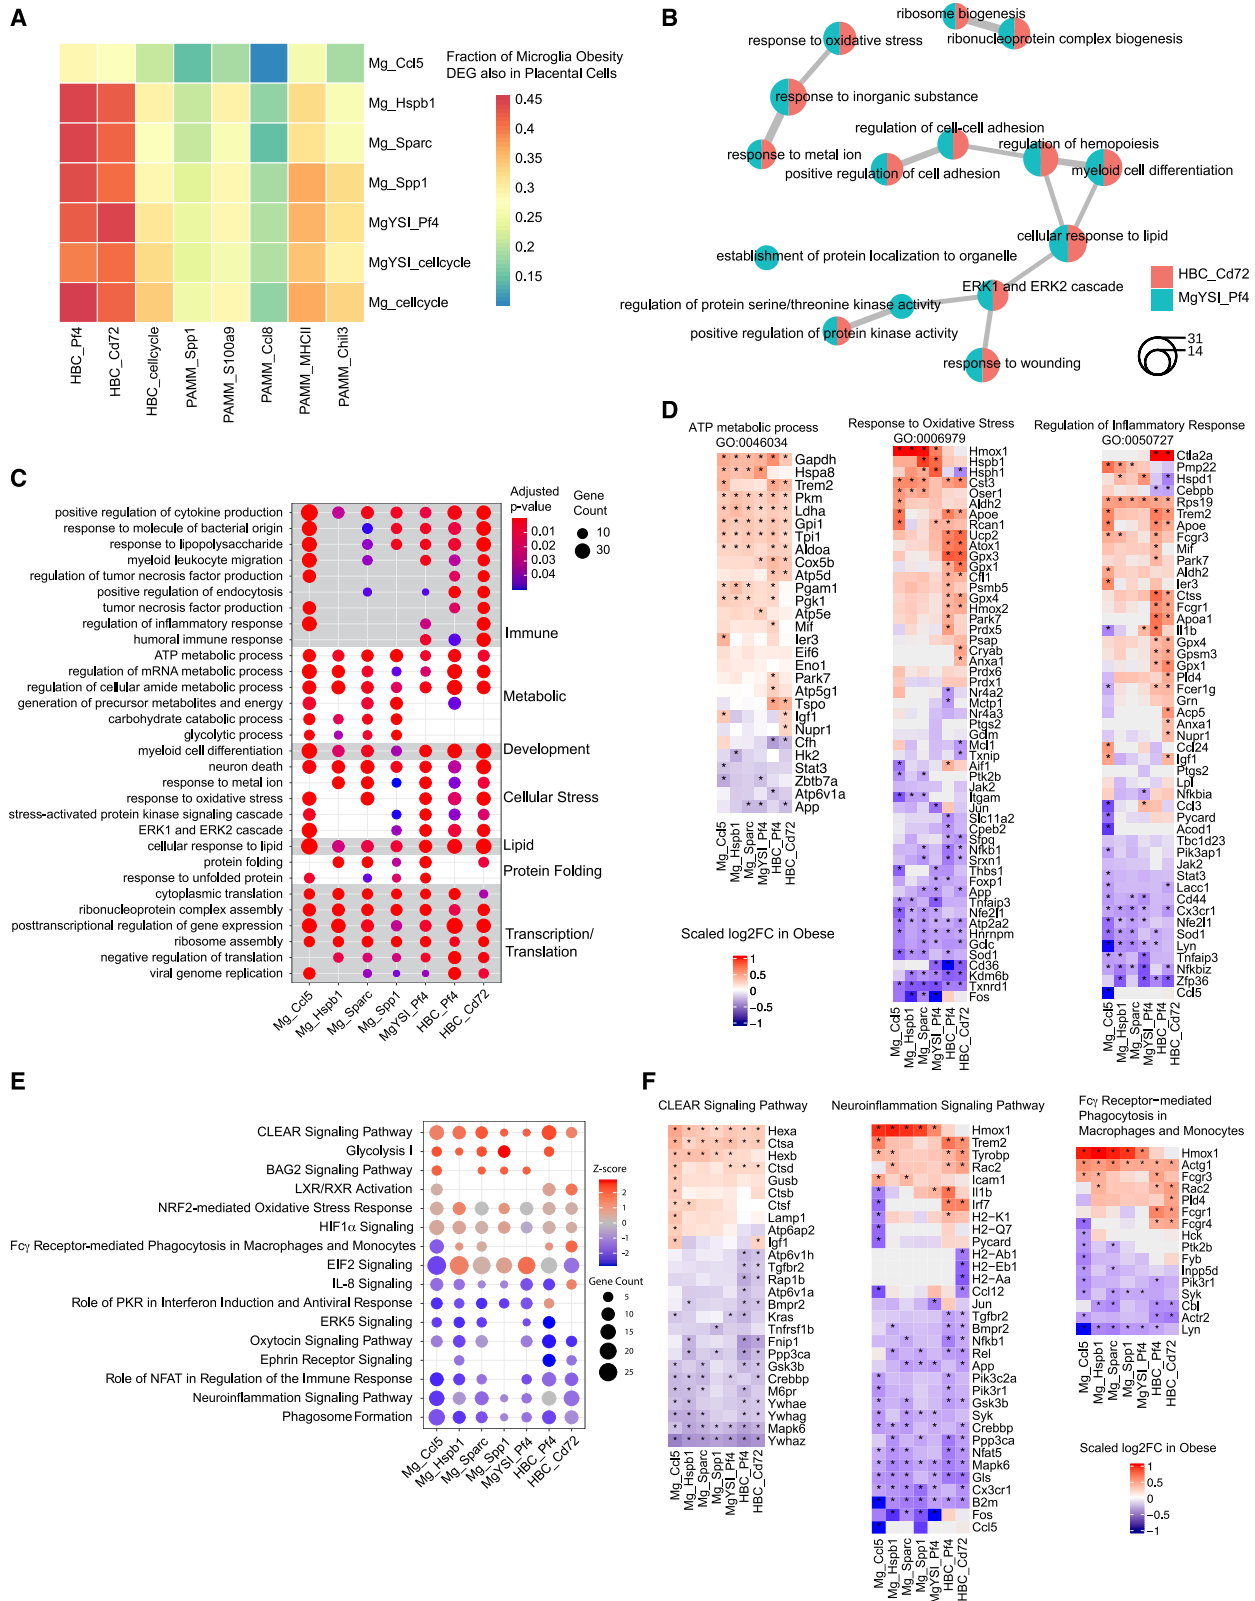 A
Fraction of Microglia Obesity
DEG also in Placental Cells
0.45
0.4
0.35
0.3
0.25
0.2
0.15
Mg_Ccl5
Mg_Hspb1
Mg_Sparc
Mg_Spp1
MgYSI_Pf4
MgYSI_cellcycle
Mg_cellcycle
HBC_Pf4
HBC_Cd72
HBC_cellcycle
PAMM_Spp1
PAMM_S100a9
PAMM_Ccl8
PAMM_MHCII
PAMM_Chil3
B
ribosome biogenesis
ribonucleoprotein complex biogenesis
response to oxidative stress
response to inorganic substance
response to metal ion
regulation of cell-cell adhesion
positive regulation of cell adhesion
regulation of hemopoiesis
myeloid cell differentiation
cellular response to lipid
establishment of protein localization to organelle
ERK1 and ERK2 cascade
regulation of protein serine/threonine kinase activity
positive regulation of protein kinase activity
response to wounding
HBC_Cd72
MgYSI_Pf4
31
14
C
positive regulation of cytokine production
response to molecule of bacterial origin
response to lipopolysaccharide
myeloid leukocyte migration
regulation of tumor necrosis factor production
positive regulation of endocytosis
tumor necrosis factor production
regulation of inflammatory response
humoral immune response
ATP metabolic process
regulation of mRNA metabolic process
regulation of cellular amide metabolic process
generation of precursor metabolites and energy
carbohydrate catabolic process
glycolytic process
myeloid cell differentiation
neuron death
response to metal ion
response to oxidative stress
stress-activated protein kinase signaling cascade
ERK1 and ERK2 cascade
cellular response to lipid
protein folding
response to unfolded protein
cytoplasmic translation
ribonucleoprotein complex assembly
posttranscriptional regulation of gene expression
ribosome assembly
negative regulation of translation
viral genome replication
Immune
Metabolic
Development
Cellular Stress
Lipid
Protein Folding
Transcription/
Translation
Adjusted
p-value
0.01
0.02
0.03
0.04
Gene
Count
10
30
Mg_Ccl5
Mg_Hspb1
Mg_Sparc
Mg_Spp1
MgYSI_Pf4
HBC_Pf4
HBC_Cd72
D
ATP metabolic process
GO:0046034
Gapdh
Hspa8
Trem2
Pkm
Ldha
Gpi1
Tpi1
Aldoa
Cox5b
Atp5d
Pgam1
Pgk1
Atp5e
Mif
Ier3
Eif6
Eno1
Park7
Atp5g1
Tspo
Igf1
Nupr1
Cfh
Hk2
Stat3
Zbtb7a
Atp6v1a
App
Mg_Ccl5
Mg_Hspb1
Mg_Sparc
MgYSI_Pf4
HBC_Pf4
HBC_Cd72
Scaled log2FC in Obese
1
0.5
0
−0.5
−1
Response to Oxidative Stress
GO:0006979
Hmox1
Hspb1
Hsph1
Cst3
Oser1
Aldh2
Apoe
Rcan1
Ucp2
Atox1
Gpx3
Gpx1
Cfl1
Psmb5
Gpx4
Hmox2
Park7
Prdx5
Psap
Cryab
Anxa1
Prdx6
Prdx1
Nr4a2
Mctp1
Nr4a3
Ptgs2
Gclm
Mcl1
Txnip
Aif1
Ptk2b
Jak2
Itgam
Jun
Slc11a2
Cpeb2
Sfpq
Nfkb1
Srxn1
Thbs1
Foxp1
App
Tnfaip3
Nfe2l1
Atp2a2
Hnrnpm
Gclc
Sod1
Cd36
Kdm6b
Txnrd1
Fos
Mg_Ccl5
Mg_Hspb1
Mg_Sparc
MgYSI_Pf4
HBC_Pf4
HBC_Cd72
Regulation of Inflammatory Response
GO:0050727
Ctla2a
Pmp22
Hspd1
Cebpb
Rps19
Trem2
Apoe
Fcgr3
Mif
Park7
Aldh2
Ier3
Ctss
Fcgr1
Apoa1
Il1b
Gpx4
Gpsm3
Gpx1
Pld4
Fcer1g
Grn
Acp5
Anxa1
Nupr1
Ccl24
Igf1
Ptgs2
Lpl
Nfkbia
Ccl3
Pycard
Acod1
Tbc1d23
Pik3ap1
Jak2
Stat3
Lacc1
Cd44
Cx3cr1
Nfe2l1
Sod1
Lyn
Tnfaip3
Nfkbiz
Zfp36
Ccl5
Mg_Ccl5
Mg_Hspb1
Mg_Sparc
MgYSI_Pf4
HBC_Pf4
HBC_Cd72
E
CLEAR Signaling Pathway
Glycolysis I
BAG2 Signaling Pathway
LXR/RXR Activation
NRF2-mediated Oxidative Stress Response
HIF1α Signaling
Fcγ Receptor-mediated Phagocytosis in Macrophages and Monocytes
EIF2 Signaling
IL-8 Signaling
Role of PKR in Interferon Induction and Antiviral Response
ERK5 Signaling
Oxytocin Signaling Pathway
Ephrin Receptor Signaling
Role of NFAT in Regulation of the Immune Response
Neuroinflammation Signaling Pathway
Phagosome Formation
Z-score
2
1
0
−1
−2
Gene Count
5
10
15
20
25
Mg_Ccl5
Mg_Hspb1
Mg_Sparc
Mg_Spp1
MgYSI_Pf4
HBC_Pf4
HBC_Cd72
F
CLEAR Signaling Pathway
Hexa
Ctsa
Hexb
Ctsd
Gusb
Ctsb
Ctsf
Lamp1
Atp6ap2
Igf1
Atp6v1h
Tgfbr2
Rap1b
Atp6v1a
Bmpr2
Kras
Tnfrsf1b
Fnip1
Ppp3ca
Gsk3b
Crebbp
M6pr
Ywhae
Ywhag
Mapk6
Ywhaz
Mg_Ccl5
Mg_Hspb1
Mg_Sparc
Mg_Spp1
MgYSI_Pf4
HBC_Pf4
HBC_Cd72
Neuroinflammation Signaling Pathway
Hmox1
Trem2
Tyrobp
Rac2
Icam1
Il1b
Irf7
H2−K1
H2−Q7
Pycard
H2−Ab1
H2−Eb1
H2−Aa
Ccl12
Jun
Tgfbr2
Bmpr2
Nfkb1
Rel
App
Pik3c2a
Pik3r1
Gsk3b
Syk
Crebbp
Ppp3ca
Nfat5
Mapk6
Gls
Cx3cr1
B2m
Fos
Ccl5
Mg_Ccl5
Mg_Hspb1
Mg_Sparc
Mg_Spp1
MgYSI_Pf4
HBC_Pf4
HBC_Cd72
Fcγ Receptor-mediated
Phagocytosis in
Macrophages and Monocytes
Hmox1
Actg1
Fcgr3
Rac2
Pld4
Fcgr1
Fcgr4
Hck
Ptk2b
Fyb
Inpp5d
Pik3r1
Syk
Cbl
Actr2
Lyn
Mg_Ccl5
Mg_Hspb1
Mg_Sparc
Mg_Spp1
MgYSI_Pf4
HBC_Pf4
HBC_Cd72
Scaled log2FC in Obese
1
0.5
0
−0.5
−1